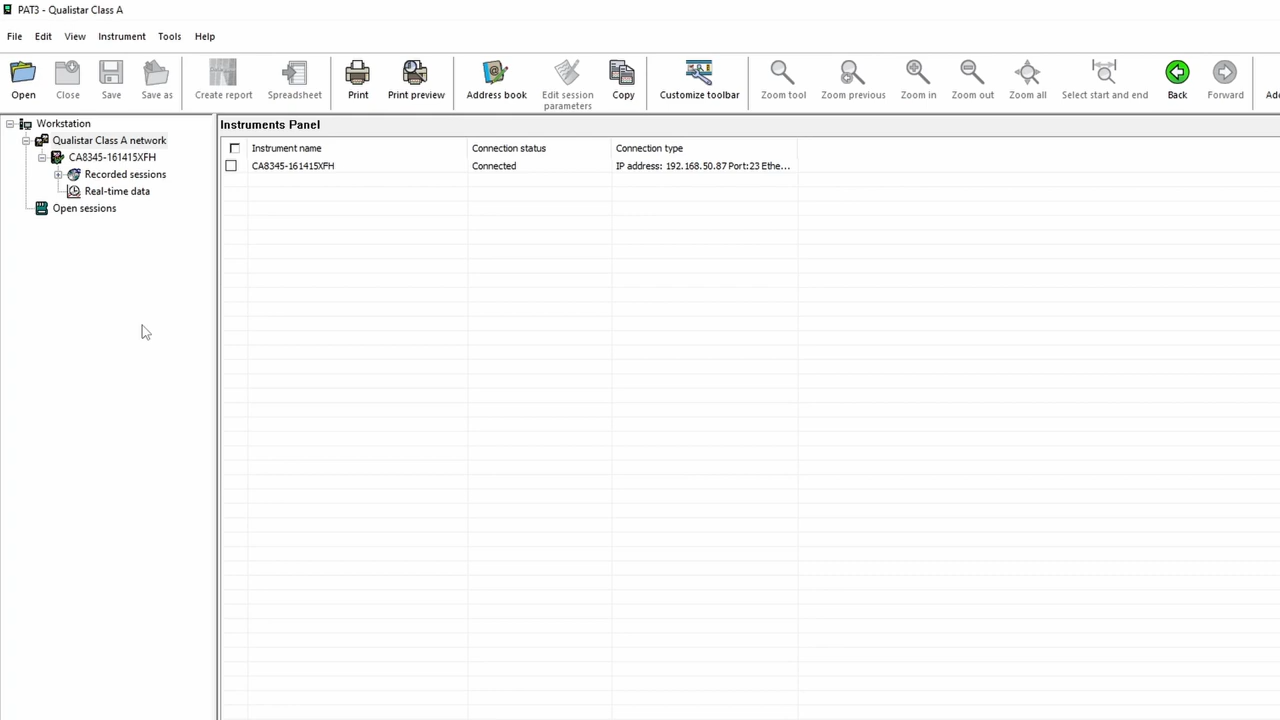 PAT3 - Qualistar Class A
File Edit View Instrument Tools Help
Open Close Save Save as Create report Spreadsheet Print Print preview Address book Edit session parameters Copy Customize toolbar Zoom tool Zoom previous Zoom in Zoom out Zoom all Select start and end Back Forward
Workstation
Qualistar Class A network
CA8345-161415XFH
Recorded sessions
Real-time data
Open sessions
Instruments Panel
Instrument name Connection status Connection type
CA8345-161415XFH Connected IP address: 192.168.50.87 Port:23 Ethe...